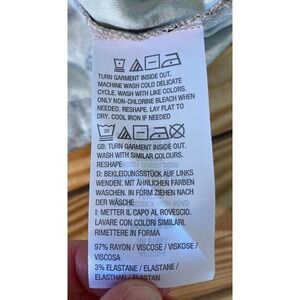 TURN GARMENT INSIDE OUT.
MACHINE WASH COLD DELICATE
CYCLE. WASH WITH LIKE COLORS.
ONLY NON-CHLORINE BLEACH WHEN
NEEDED. RESHAPE. LAY FLAT TO
DRY. COOL IRON IF NEEDED
30
GB: TURN GARMENT INSIDE OUT.
WASH WITH SIMILAR COLOURS.
RESHAPE
D: BEKLEIDUNGSSTÜCK AUF LINKS
WENDEN. MIT ÄHNLICHEN FARBEN
WASCHEN. IN FORM ZIEHEN NACH
DER WÄSCHE
I: METTER IL CAPO AL ROVESCIO.
LAVARE CON COLORI SIMILARI.
RIMETTERE IN FORMA
97% RAYON / VISCOSE / VISKOSE /
VISCOSA
3% ELASTANE / ELASTANE /
ELASTHAN / ELASTAN